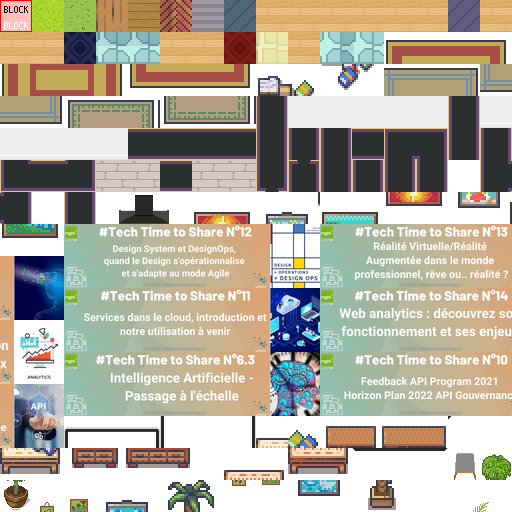 BLOCK
BLOCK
#Tech Time to Share N°12
Design System et DesignOps,
quand le Design s'opérationnalise
et s'adapte au mode Agile
DESIGN
+ OPERATIONS
= DESIGN OPS
#Tech Time to Share N°13
Réalité Virtuelle/Réalité
Augmentée dans le monde
professionnel, rêve ou.. réalité ?
#Tech Time to Share N°11
Services dans le cloud, introduction et
notre utilisation à venir
#Tech Time to Share N°14
Web analytics : découvrez so
fonctionnement et ses enjeu
on
x
ANALYTICS
#Tech Time to Share N°6.3
Intelligence Artificielle -
Passage à l'échelle
#Tech Time to Share N°10
Feedback API Program 2021
Horizon Plan 2022 API Gouvernanc
e
API